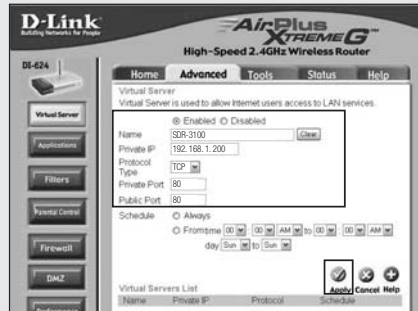 D-Link
Building Networks for People
AirPlus
XTREME G
High-Speed 2.4GHz Wireless Router
DI-624
Home Advanced Tools Status Help
Virtual Server
Applications
Filters
Parental Control
Firewall
DMZ
Virtual Server
Virtual Server is used to allow Internet users access to LAN services.
Enabled Disabled
Name SDR-3100 Clear
Private IP 192.168.1.200
Protocol Type TCP
Private Port 80
Public Port 80
Schedule Always
From time 00 : 00 AM to 00 : 00 AM
day Sun to Sun
Apply Cancel Help
Virtual Servers List
Name Private IP Protocol Schedule